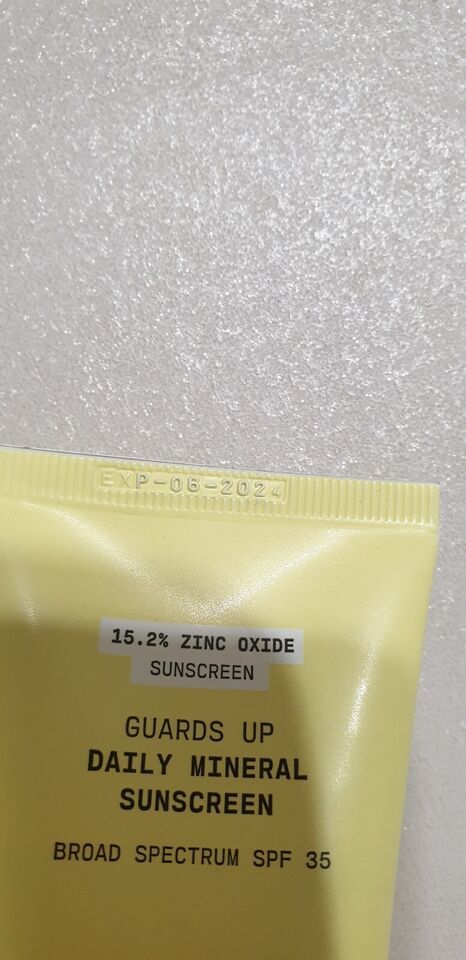 EXP-06-2024
15.2% ZINC OXIDE
SUNSCREEN
GUARDS UP
DAILY MINERAL
SUNSCREEN
BROAD SPECTRUM SPF 35